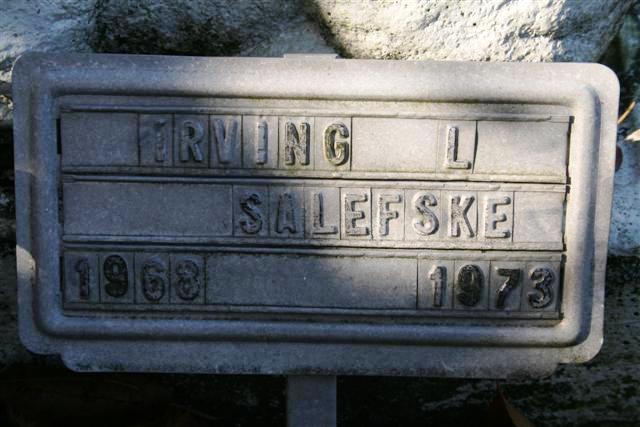 IRVING L
SALEFSKE
1968 1973